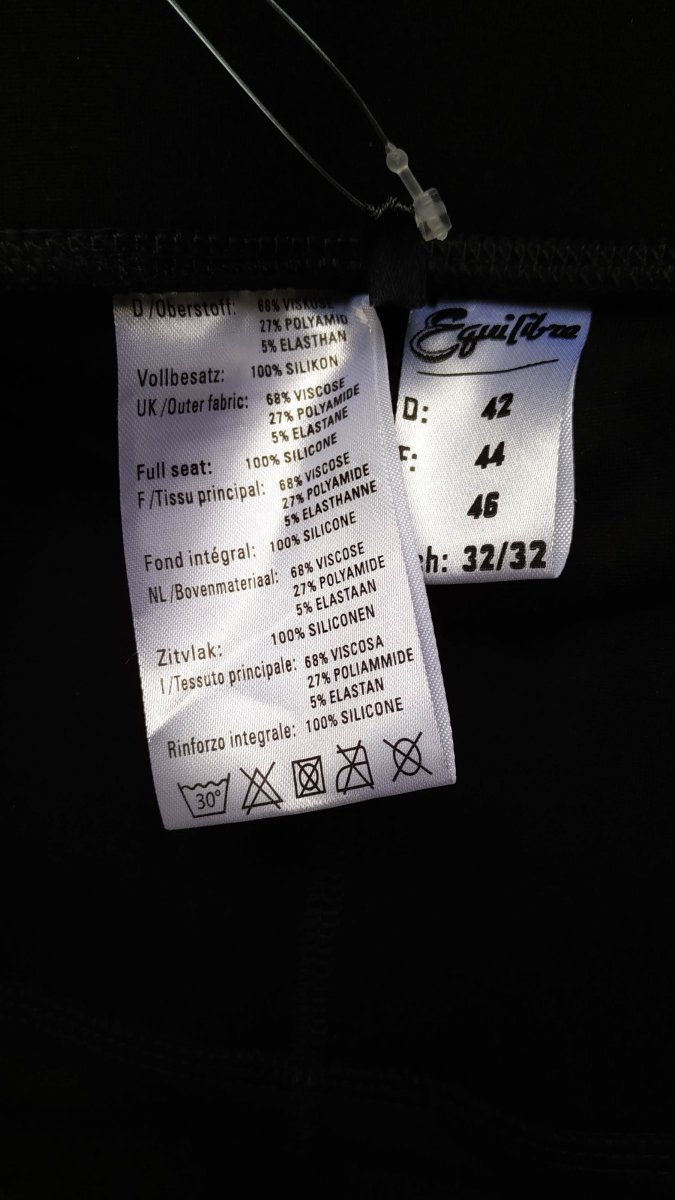 D /Oberstoff: 68% VISKOSE
27% POLYAMID
5% ELASTHAN
Vollbesatz: 100% SILIKON
UK /Outer fabric: 68% VISCOSE
27% POLYAMIDE
5% ELASTANE
Full seat: 100% SILICONE
F /Tissu principal: 68% VISCOSE
27% POLYAMIDE
5% ELASTHANNE
Fond intégral: 100% SILICONE
NL /Bovenmateriaal: 68% VISCOSE
27% POLYAMIDE
5% ELASTAAN
Zitvlak: 100% SILICONEN
I /Tessuto principale: 68% VISCOSA
27% POLIAMMIDE
5% ELASTAN
Rinforzo integrale: 100% SILICONE
30°
Equilibre
D: 42
F: 44
46
h: 32/32